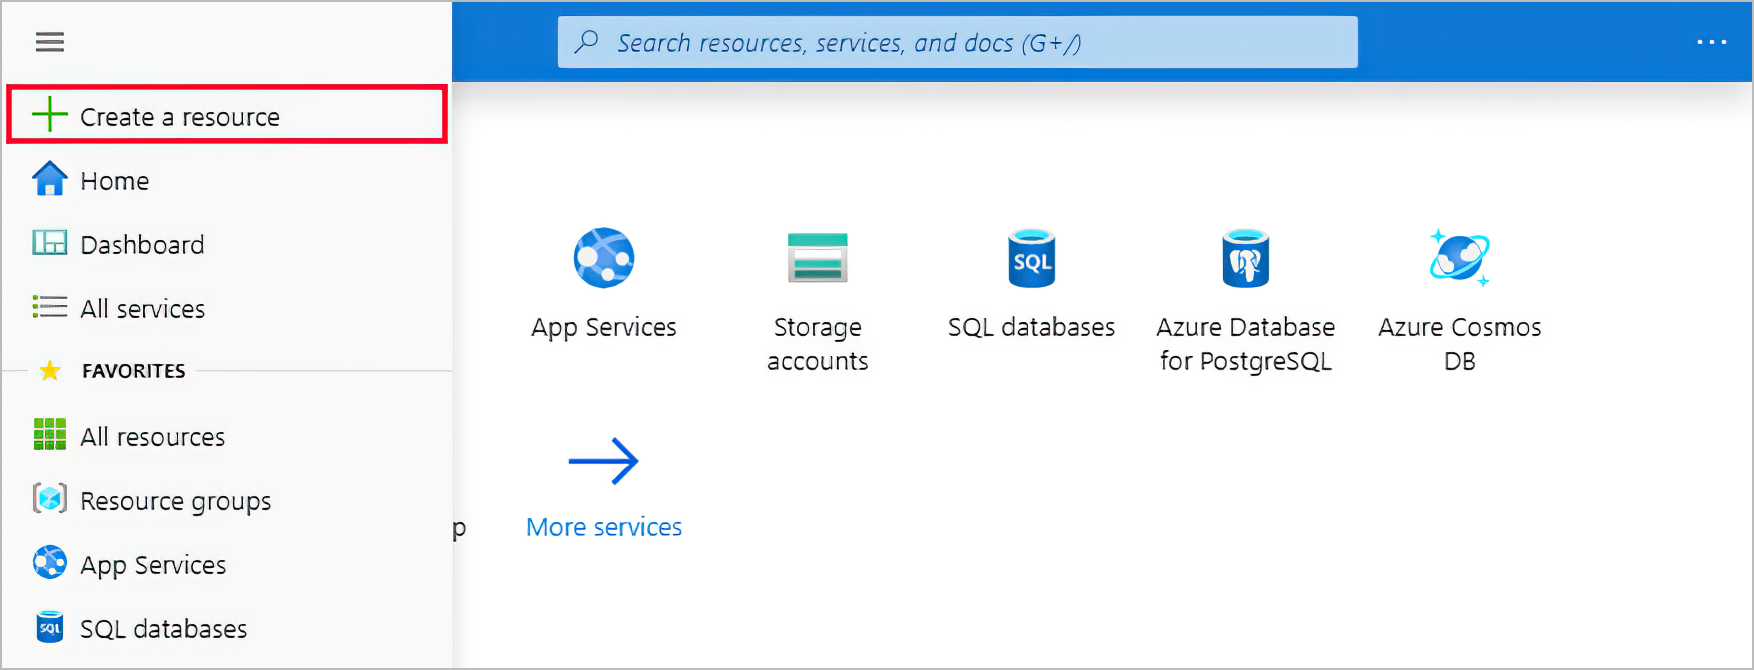 Search resources, services, and docs (G+/)
...
Create a resource
Home
Dashboard
All services
FAVORITES
All resources
Resource groups
App Services
SQL databases
App Services
Storage
accounts
SQL databases
Azure Database
for PostgreSQL
Azure Cosmos
DB
SQL
SQL
p
More services